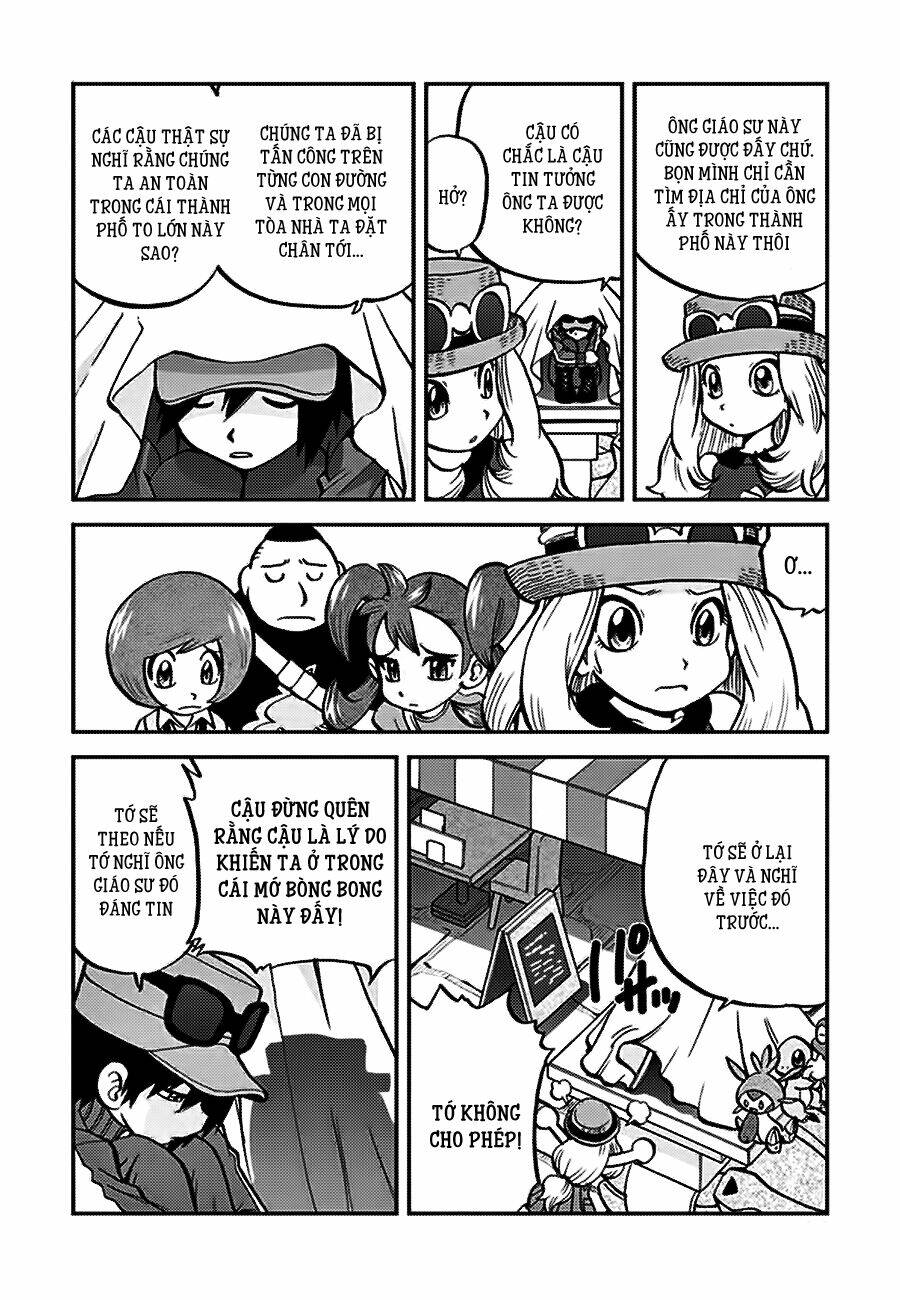 ÔNG GIÁO SƯ NÀY
CŨNG ĐƯỢC ĐẤY CHỨ.
BỌN MÌNH CHỈ CẦN
TÌM ĐỊA CHỈ CỦA ÔNG
ẤY TRONG THÀNH
PHỐ NÀY THÔI
CẬU CÓ
CHẮC LÀ CẬU
TIN TƯỞNG
ÔNG TA ĐƯỢC
KHÔNG?
HỞ?
CHÚNG TA ĐÃ BỊ
TẤN CÔNG TRÊN
TỪNG CON ĐƯỜNG
VÀ TRONG MỌI
TÒA NHÀ TA ĐẶT
CHÂN TỚI...
CÁC CẬU THẬT SỰ
NGHĨ RẰNG CHÚNG
TA AN TOÀN
TRONG CÁI THÀNH
PHỐ TO LỚN NÀY
SAO?
Ơ...
TỚ SẼ Ở LẠI
ĐÂY VÀ NGHĨ
VỀ VIỆC ĐÓ
TRƯỚC...
バサッ
TỚ KHÔNG
CHO PHÉP!
CẬU ĐỪNG QUÊN
RẰNG CẬU LÀ LÝ DO
KHIẾN TA Ở TRONG
CÁI MỚ BÒNG BONG
NÀY ĐẤY!
TỚ SẼ
THEO NẾU
TỚ NGHĨ ÔNG
GIÁO SƯ ĐÓ
ĐÁNG TIN